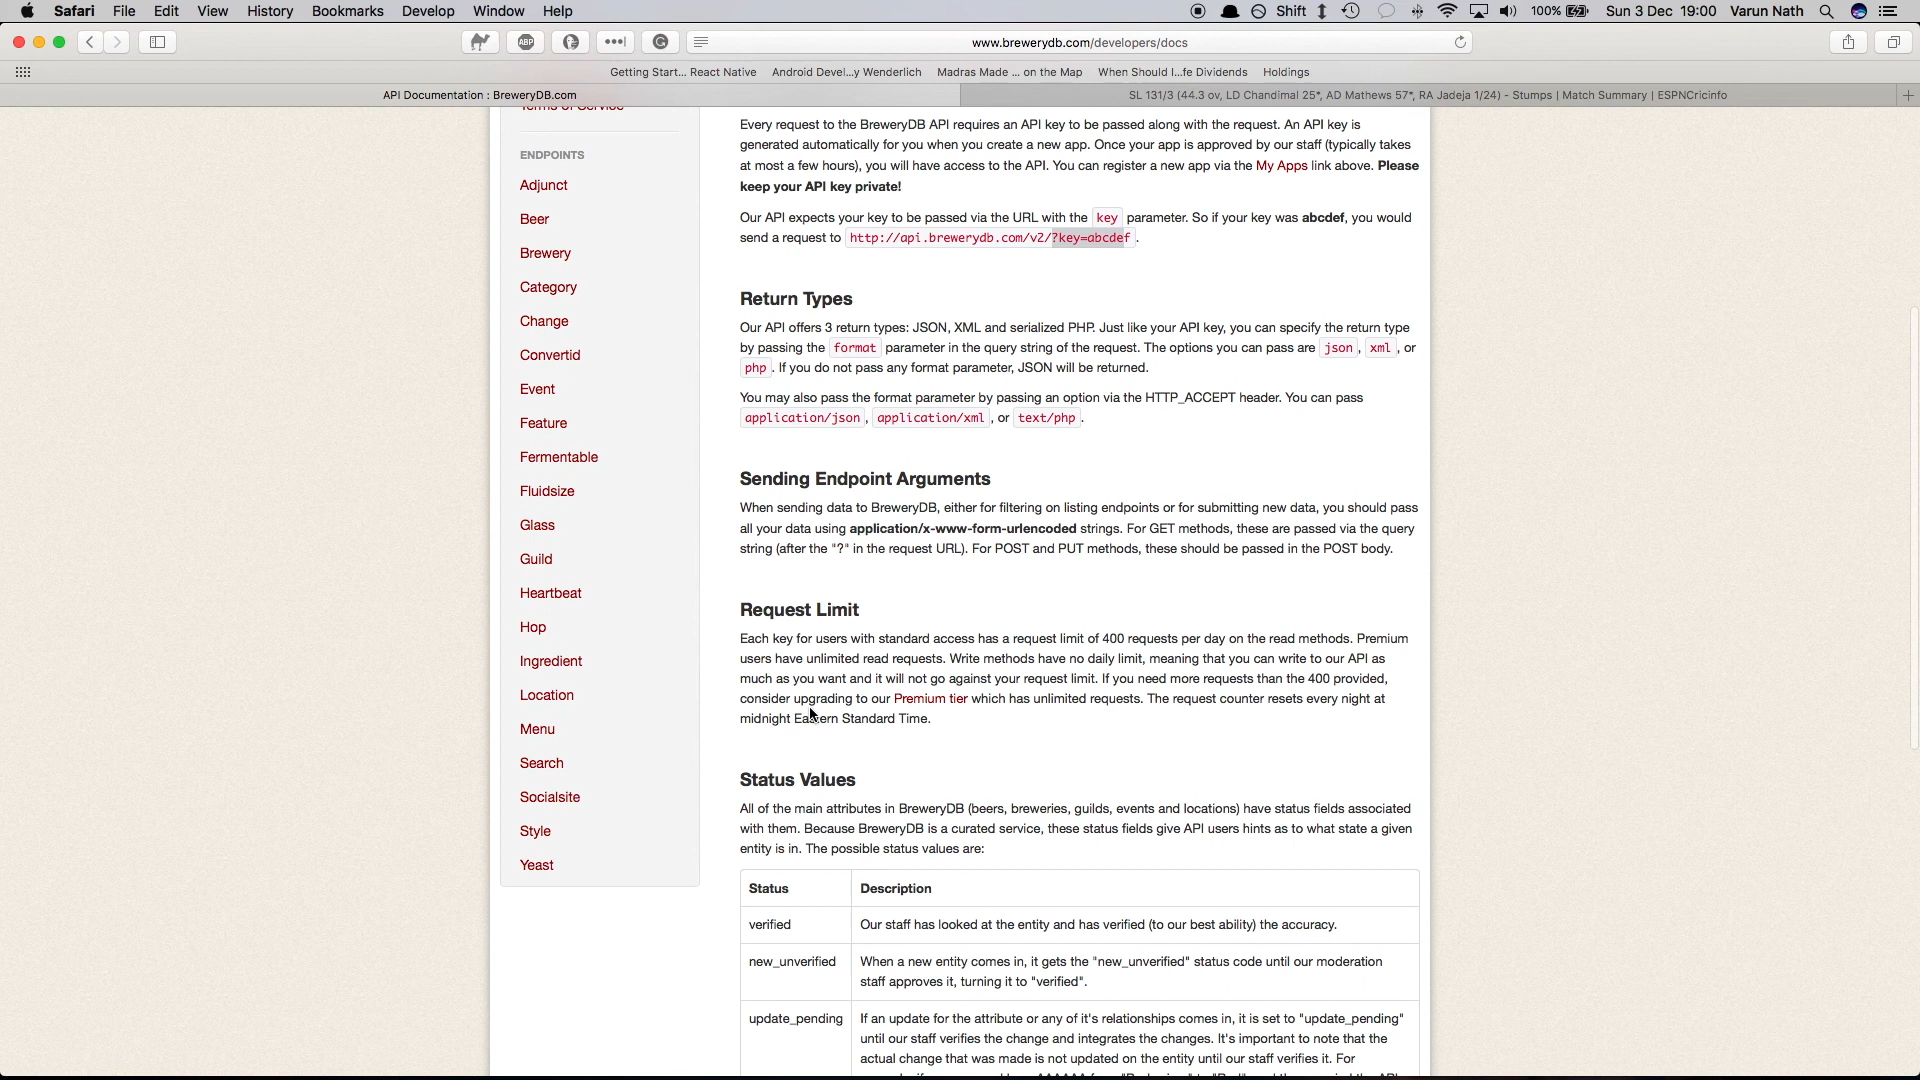 Safari File Edit View History Bookmarks Develop Window Help Shift 100% Sun 3 Dec 19:00 Varun Nath
ABP www.brewerydb.com/developers/docs
Getting Start... React Native Android Devel...y Wenderlich Madras Made ... on the Map When Should I...fe Dividends Holdings
API Documentation : BreweryDB.com SL 131/3 (44.3 ov, LD Chandimal 25*, AD Mathews 57*, RA Jadeja 1/24) - Stumps | Match Summary | ESPNCricinfo
Terms of Service
ENDPOINTS
Adjunct
Beer
Brewery
Category
Change
Convertid
Event
Feature
Fermentable
Fluidsize
Glass
Guild
Heartbeat
Hop
Ingredient
Location
Menu
Search
Socialsite
Style
Yeast
Every request to the BreweryDB API requires an API key to be passed along with the request. An API key is
generated automatically for you when you create a new app. Once your app is approved by our staff (typically takes
at most a few hours), you will have access to the API. You can register a new app via the My Apps link above. Please
keep your API key private!
Our API expects your key to be passed via the URL with the key parameter. So if your key was abcdef, you would
send a request to http://api.brewerydb.com/v2/?key=abcdef .
Return Types
Our API offers 3 return types: JSON, XML and serialized PHP. Just like your API key, you can specify the return type
by passing the format parameter in the query string of the request. The options you can pass are json , xml , or
php . If you do not pass any format parameter, JSON will be returned.
You may also pass the format parameter by passing an option via the HTTP_ACCEPT header. You can pass
application/json , application/xml , or text/php .
Sending Endpoint Arguments
When sending data to BreweryDB, either for filtering on listing endpoints or for submitting new data, you should pass
all your data using application/x-www-form-urlencoded strings. For GET methods, these are passed via the query
string (after the "?" in the request URL). For POST and PUT methods, these should be passed in the POST body.
Request Limit
Each key for users with standard access has a request limit of 400 requests per day on the read methods. Premium
users have unlimited read requests. Write methods have no daily limit, meaning that you can write to our API as
much as you want and it will not go against your request limit. If you need more requests than the 400 provided,
consider upgrading to our Premium tier which has unlimited requests. The request counter resets every night at
midnight Eastern Standard Time.
Status Values
All of the main attributes in BreweryDB (beers, breweries, guilds, events and locations) have status fields associated
with them. Because BreweryDB is a curated service, these status fields give API users hints as to what state a given
entity is in. The possible status values are:
Status Description
verified Our staff has looked at the entity and has verified (to our best ability) the accuracy.
new_unverified When a new entity comes in, it gets the "new_unverified" status code until our moderation
staff approves it, turning it to "verified".
update_pending If an update for the attribute or any of it's relationships comes in, it is set to "update_pending"
until our staff verifies the change and integrates the changes. It's important to note that the
actual change that was made is not updated on the entity until our staff verifies it. For